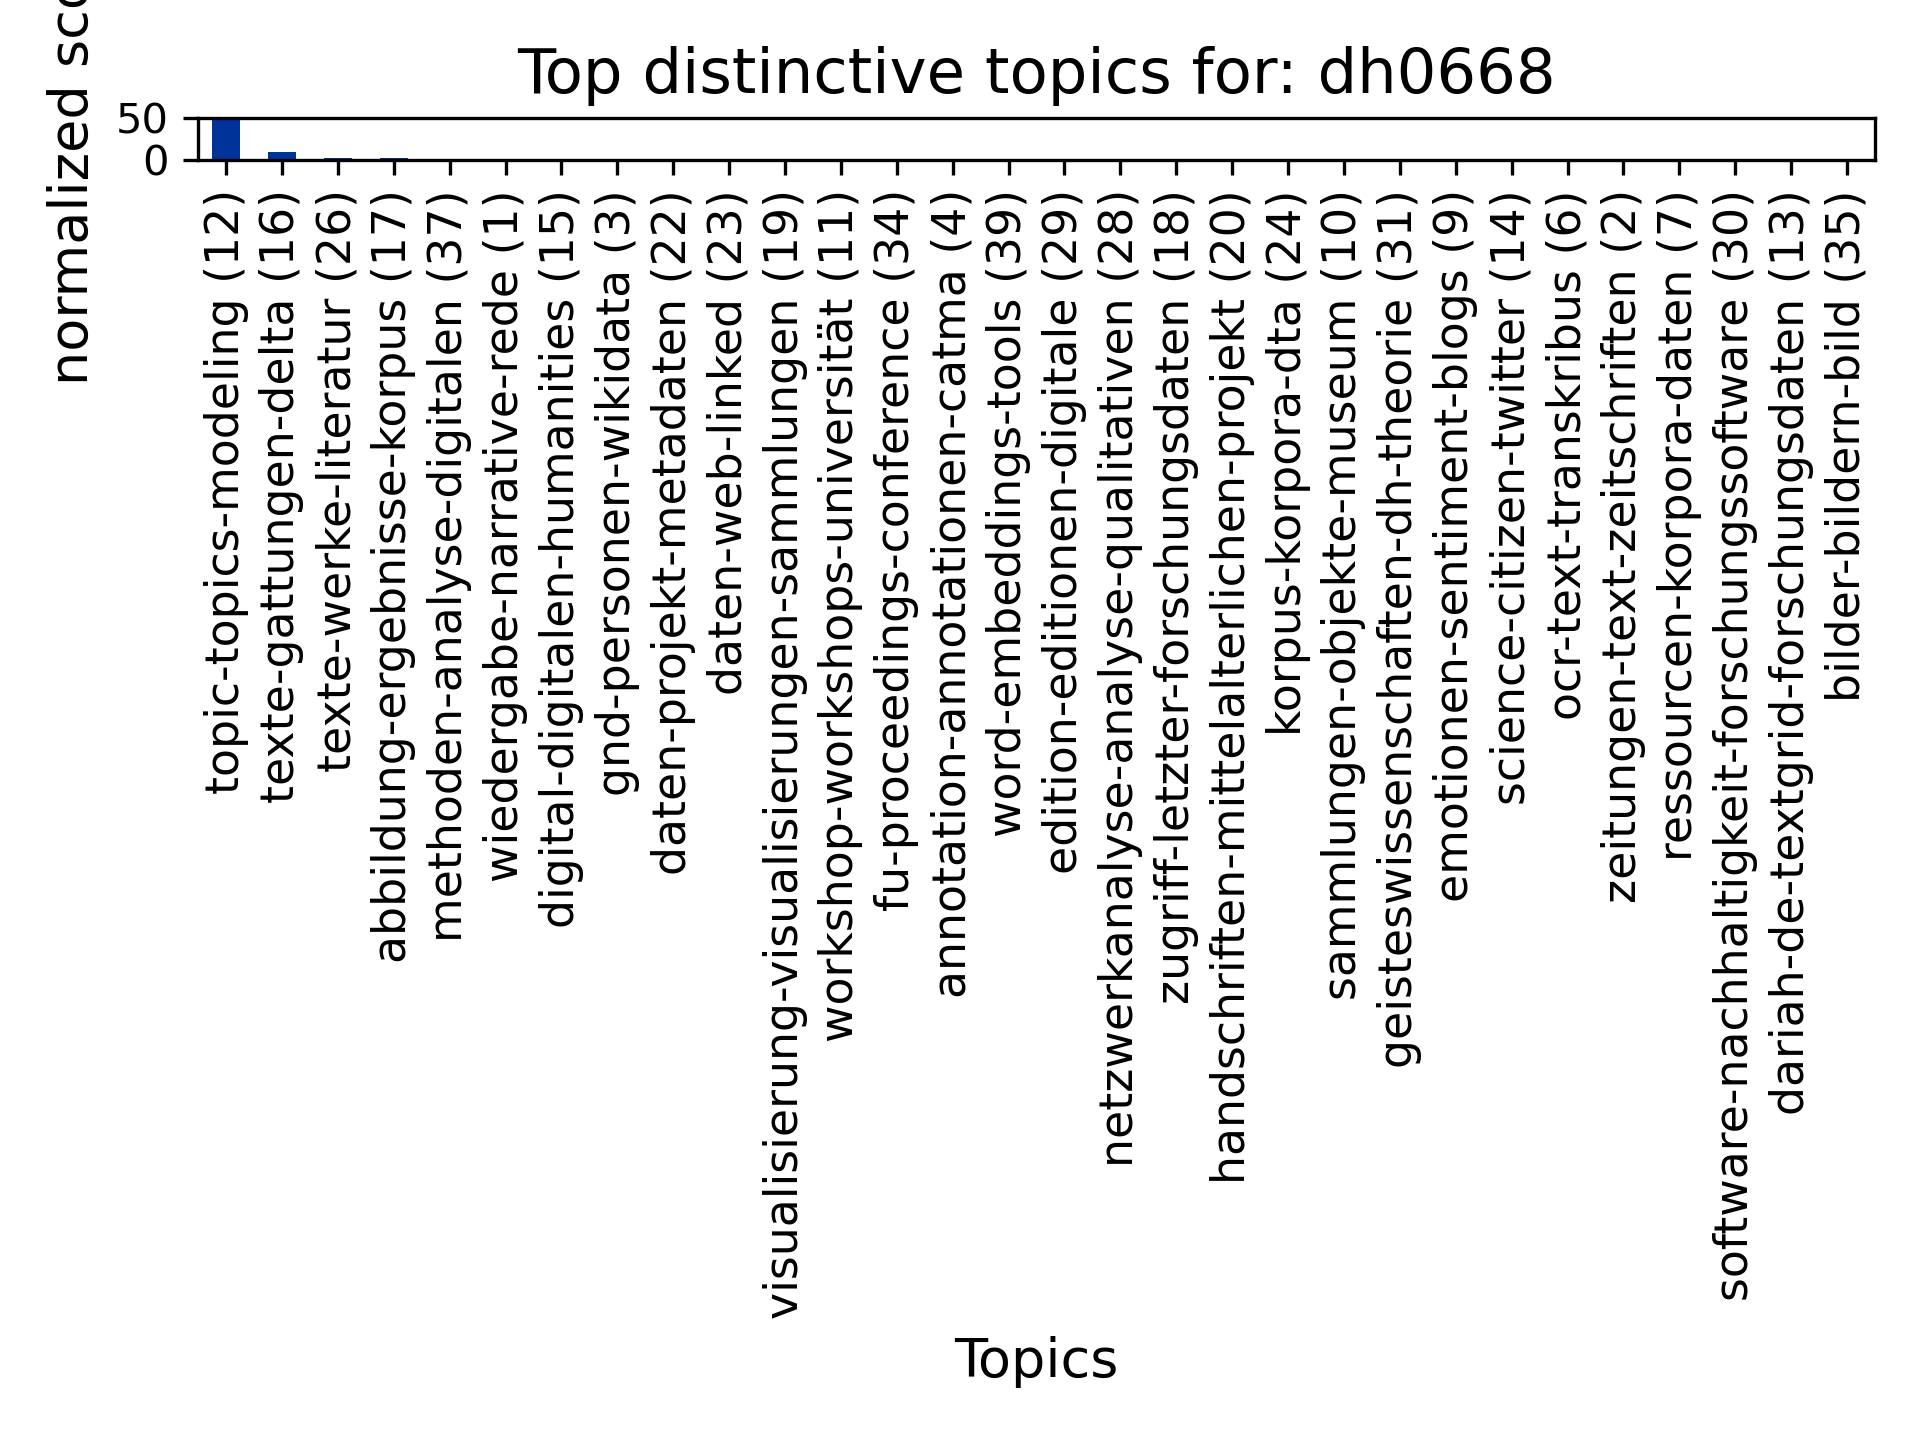 Top distinctive topics for: dh0668
normalized
50
0
topic-topics-modeling (12)
texte-gattungen-delta (16)
texte-werke-literatur (26)
abbildung-ergebnisse-korpus (17)
methoden-analyse-digitalen (37)
wiedergabe-narrative-rede (1)
digital-digitalen-humanities (15)
gnd-personen-wikidata (3)
daten-projekt-metadaten (22)
daten-web-linked (23)
visualisierung-visualisierungen-sammlungen (19)
workshop-workshops-universität (11)
fu-proceedings-conference (34)
annotation-annotationen-catma (4)
word-embeddings-tools (39)
edition-editionen-digitale (29)
netzwerkanalyse-analyse-qualitativen (28)
zugriff-letzter-forschungsdaten (18)
handschriften-mittelalterlichen-projekt (20)
korpus-korpora-dta (24)
sammlungen-objekte-museum (10)
geisteswissenschaften-dh-theorie (31)
emotionen-sentiment-blogs (9)
science-citizen-twitter (14)
ocr-text-transkribus (6)
zeitungen-text-zeitschriften (2)
ressourcen-korpora-daten (7)
software-nachhaltigkeit-forschungssoftware (30)
dariah-de-textgrid-forschungsdaten (13)
bilder-bildern-bild (35)
Topics